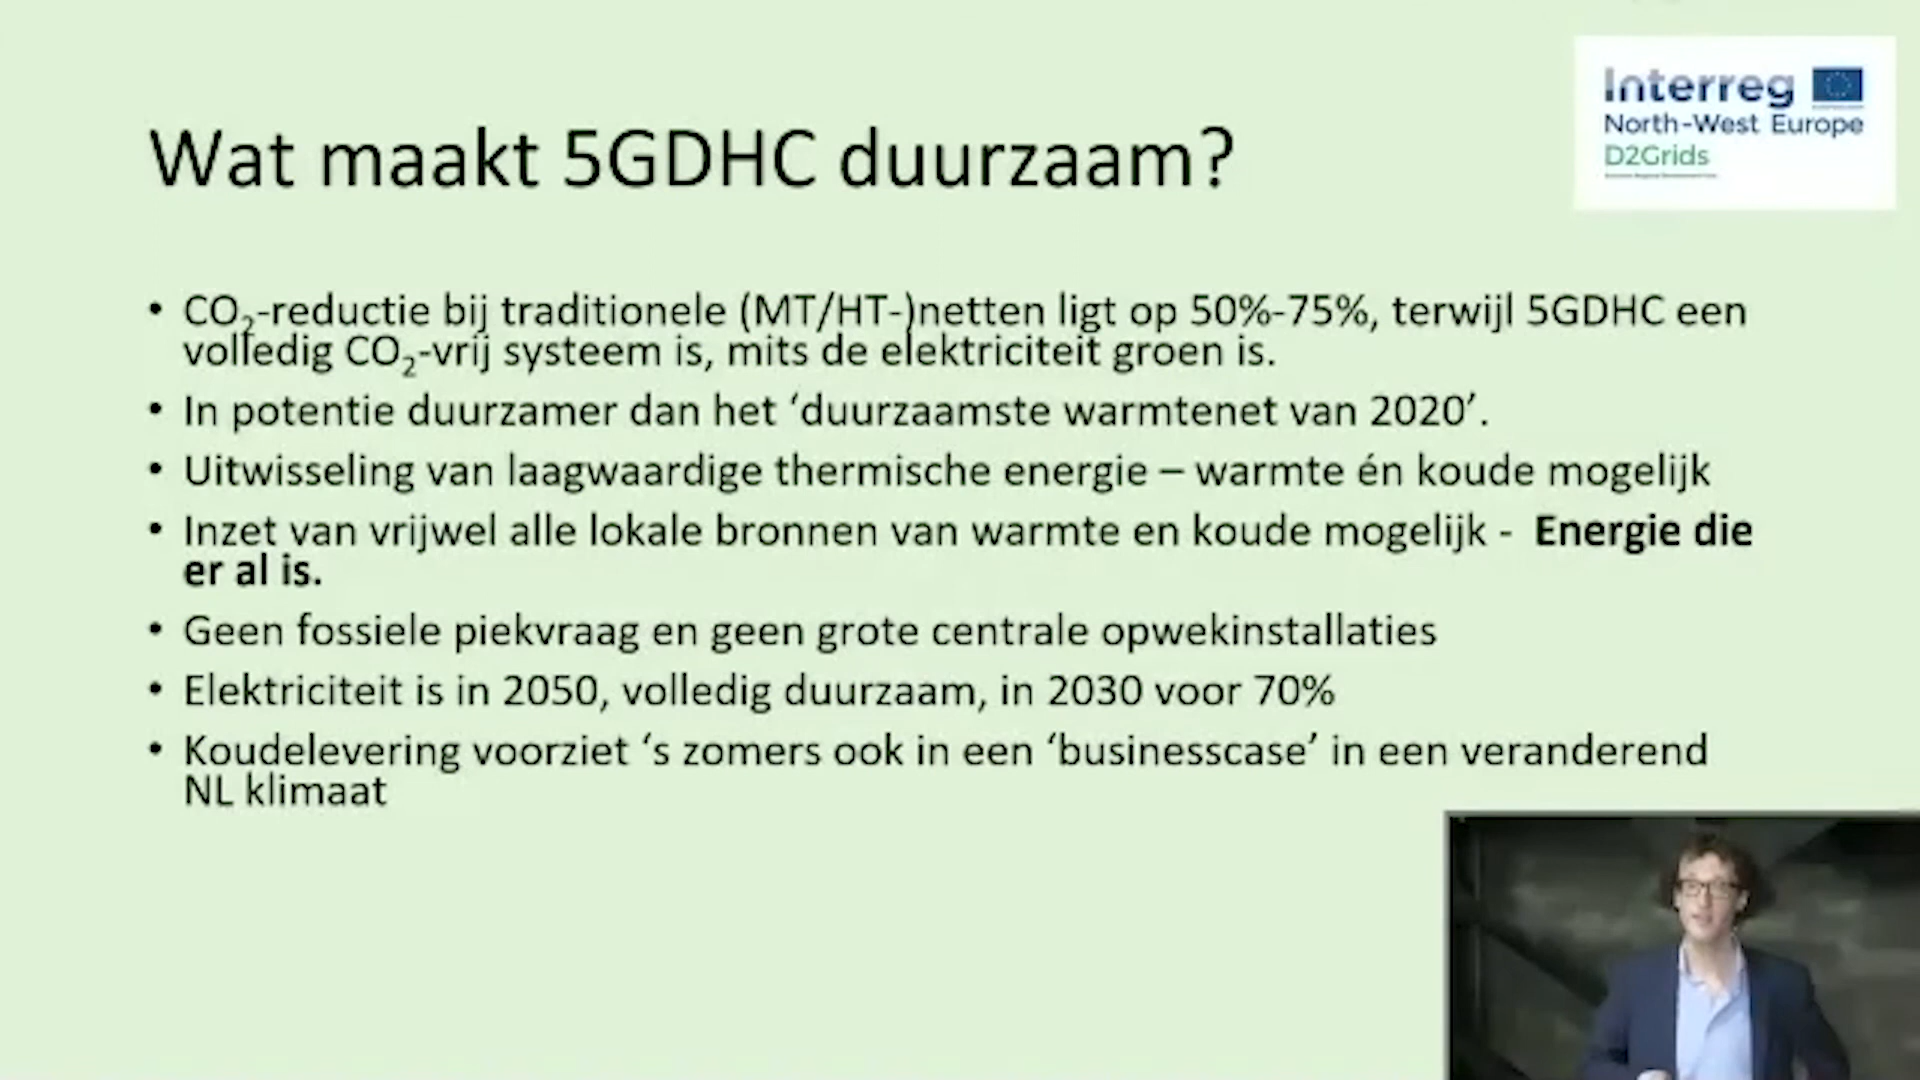 Interreg
North-West Europe
D2Grids
Wat maakt 5GDHC duurzaam?
• CO₂-reductie bij traditionele (MT/HT-)netten ligt op 50%-75%, terwijl 5GDHC een
volledig CO₂-vrij systeem is, mits de elektriciteit groen is.
• In potentie duurzamer dan het ‘duurzaamste warmtenet van 2020’.
• Uitwisseling van laagwaardige thermische energie – warmte én koude mogelijk
• Inzet van vrijwel alle lokale bronnen van warmte en koude mogelijk - Energie die
er al is.
• Geen fossiele piekvraag en geen grote centrale opwekinstallaties
• Elektriciteit is in 2050, volledig duurzaam, in 2030 voor 70%
• Koudelevering voorziet ‘s zomers ook in een ‘businesscase’ in een veranderend
NL klimaat